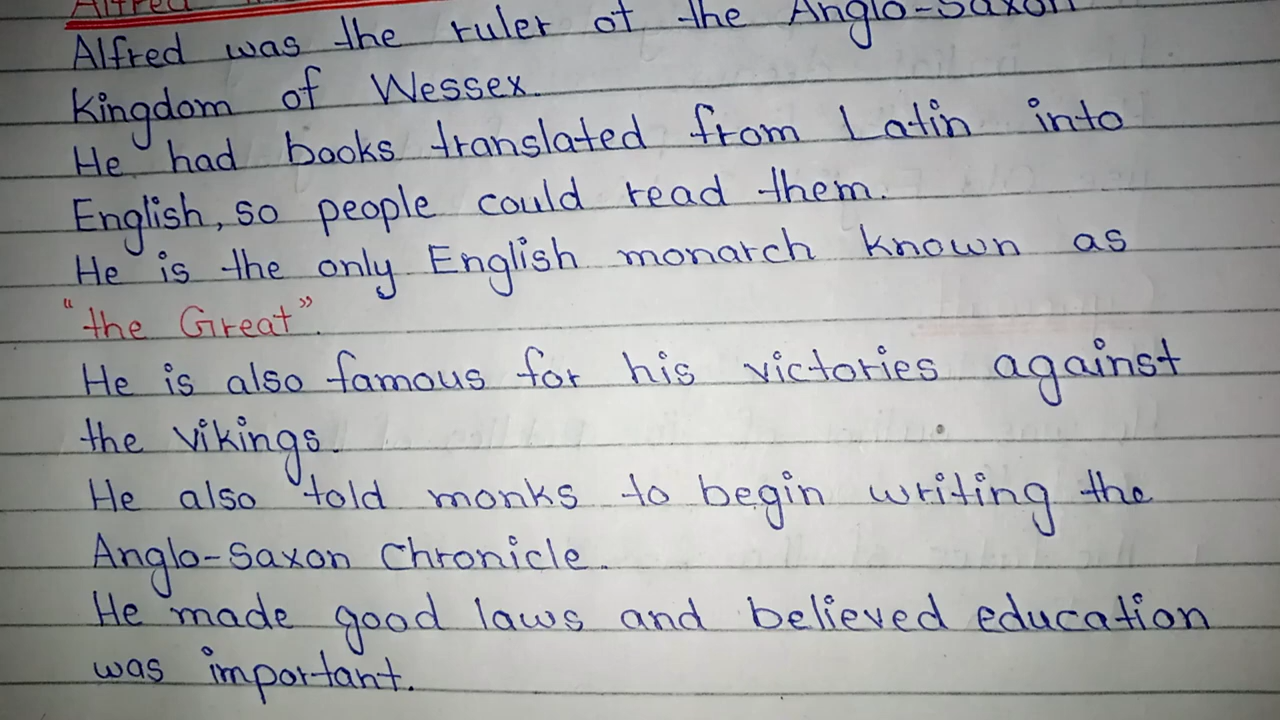 Alfred
Alfred was the ruler of the Anglo-Saxon
Kingdom of Wessex.
He had books translated from Latin into
English, so people could read them.
He is the only English monarch known as
"the Great".
He is also famous for his victories against
the vikings.
He also told monks to begin writing the
Anglo-Saxon Chronicle.
He made good laws and believed education
was important.